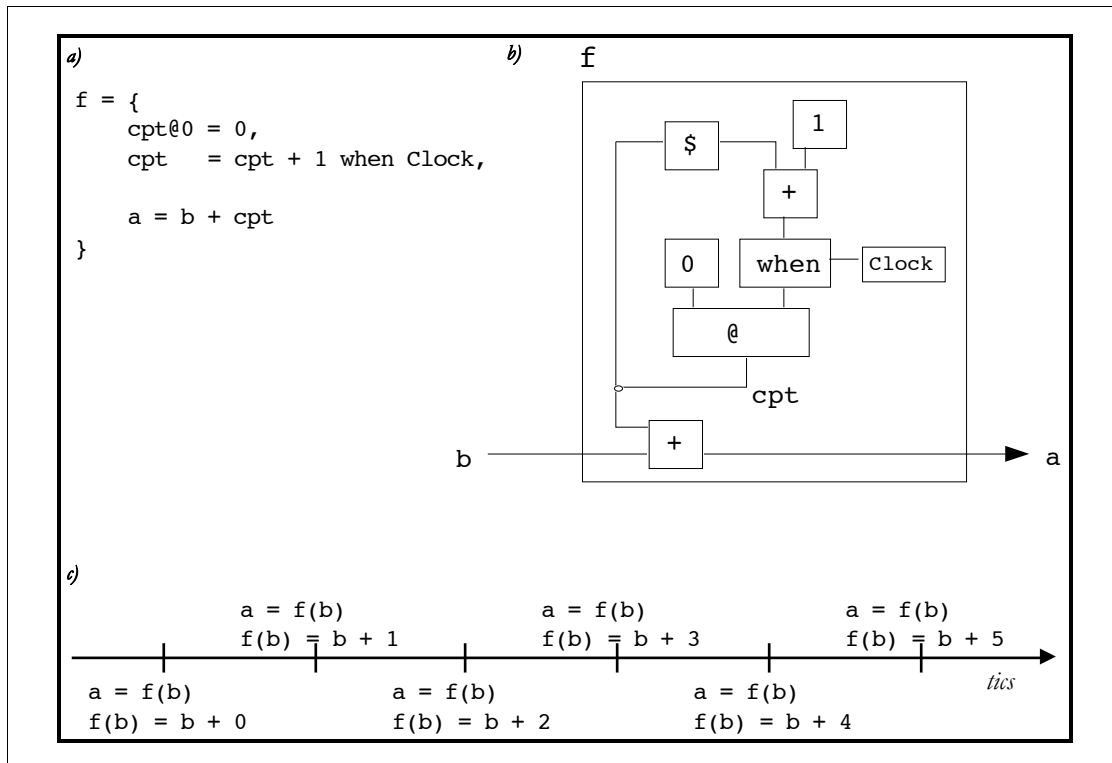 a)
f = {
cpt@0 = 0,
cpt = cpt + 1 when Clock,
a = b + cpt
}
b)
f
1
$
+
0
when
Clock
@
cpt
+
b
a
c)
a = f(b)
f(b) = b + 1
a = f(b)
f(b) = b + 3
a = f(b)
f(b) = b + 5
tics
a = f(b)
f(b) = b + 0
a = f(b)
f(b) = b + 2
a = f(b)
f(b) = b + 4